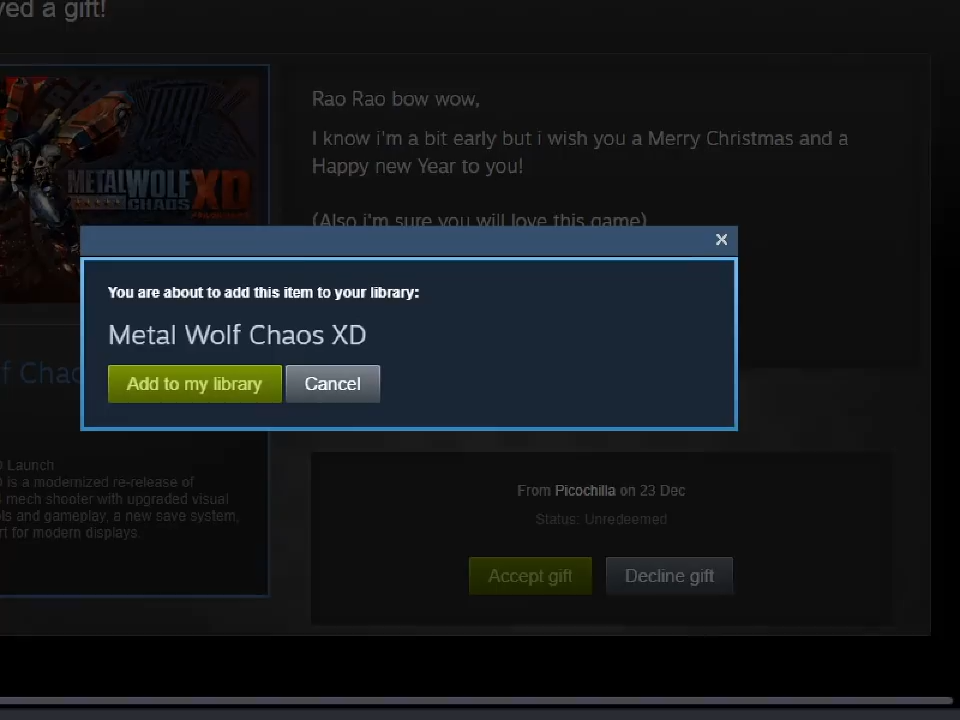 ved a gift!
Rao Rao bow wow,
I know i'm a bit early but i wish you a Merry Christmas and a
Happy new Year to you!
METAL WOLF XD
CHAOS
(Also i'm sure you will love this game)
You are about to add this item to your library:
Metal Wolf Chaos XD
Add to my library
Cancel
f Chao
Launch
is a modernized re-release of
mech shooter with upgraded visual
ls and gameplay, a new save system,
rt for modern displays.
From Picochilla on 23 Dec
Status: Unredeemed
Accept gift
Decline gift